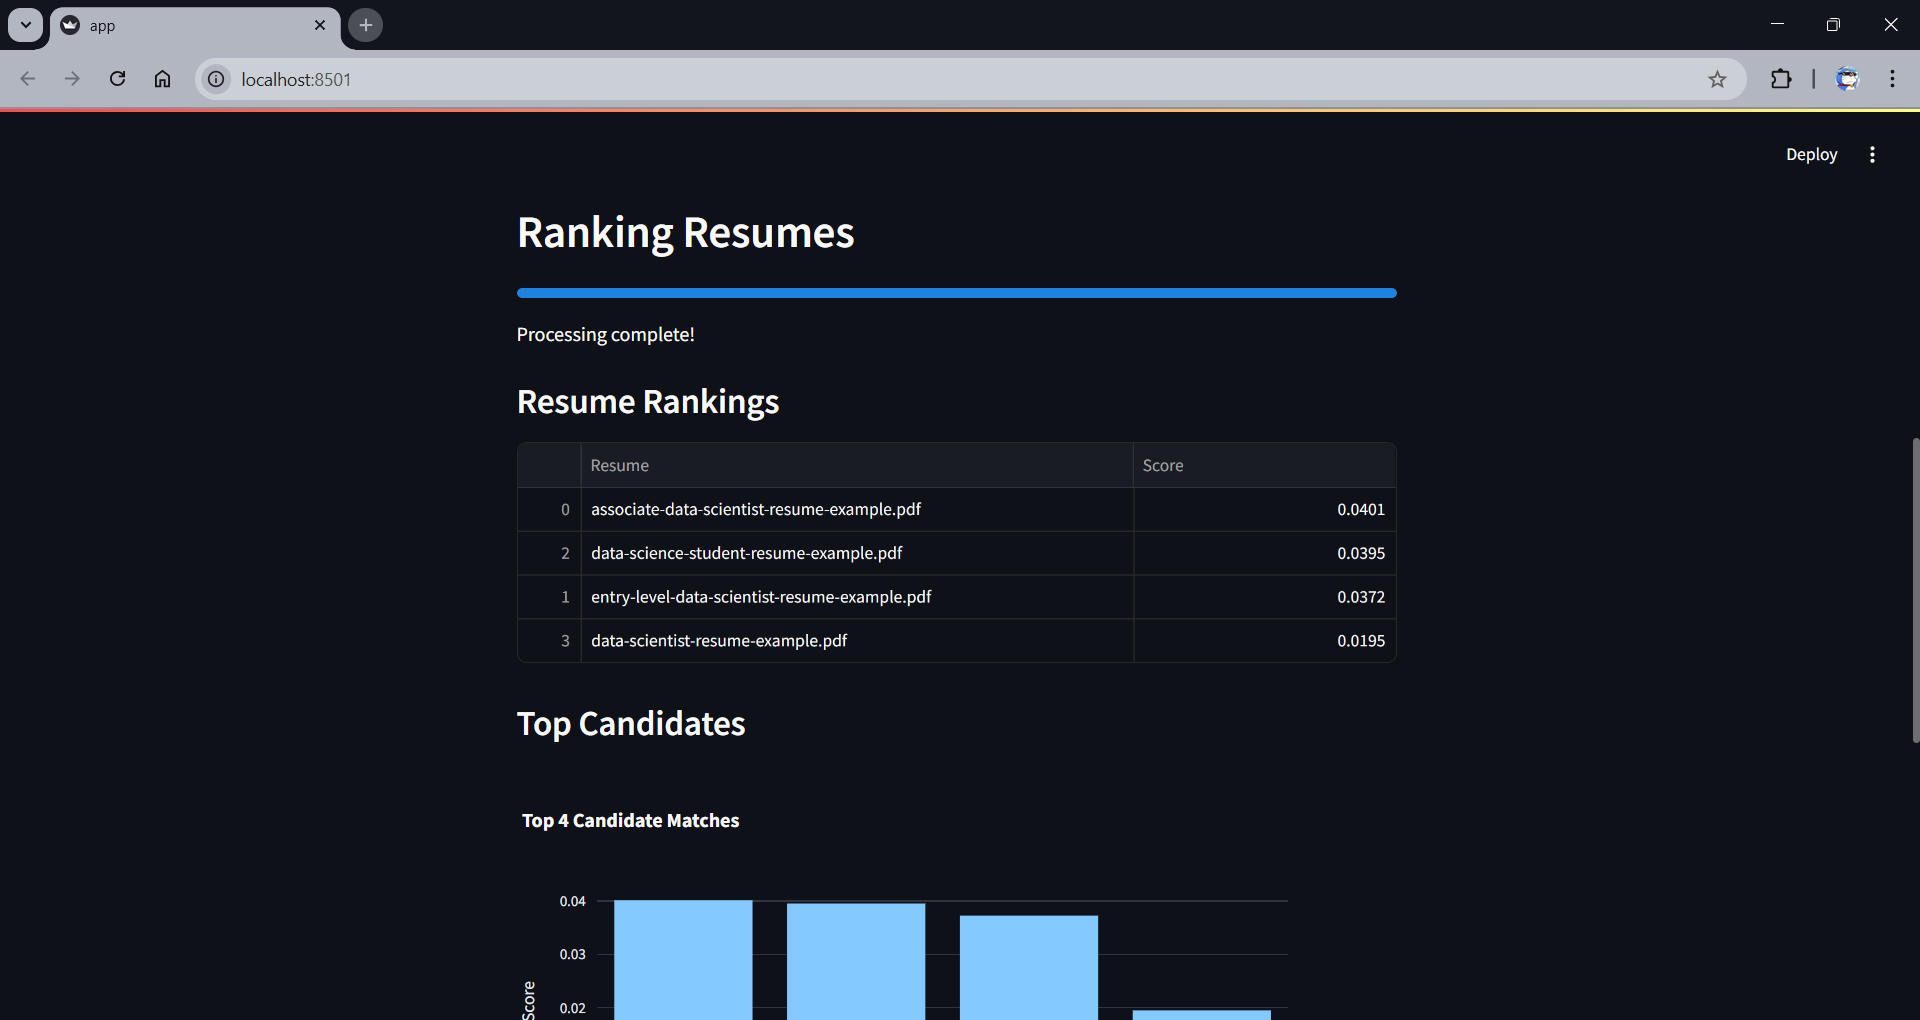 app
localhost:8501
Deploy
Ranking Resumes
Processing complete!
Resume Rankings
Resume Score
0 associate-data-scientist-resume-example.pdf 0.0401
2 data-science-student-resume-example.pdf 0.0395
1 entry-level-data-scientist-resume-example.pdf 0.0372
3 data-scientist-resume-example.pdf 0.0195
Top Candidates
Top 4 Candidate Matches
0.04
0.03
0.02
Score